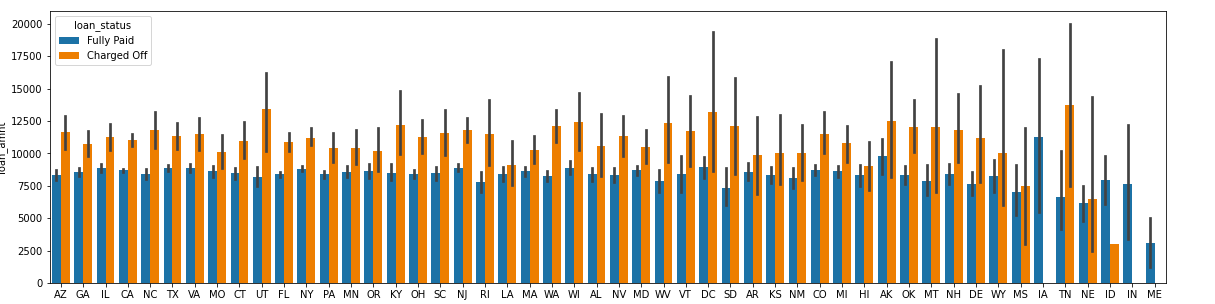 loan_amnt
20000
17500
15000
12500
10000
7500
5000
2500
0
loan_status
Fully Paid
Charged Off
AZ GA IL CA NC TX VA MO CT UT FL NY PA MN OR KY OH SC NJ RI LA MA WA WI AL NV MD WV VT DC SD AR KS NM CO MI HI AK OK MT NH DE WY MS IA TN NE ID IN ME